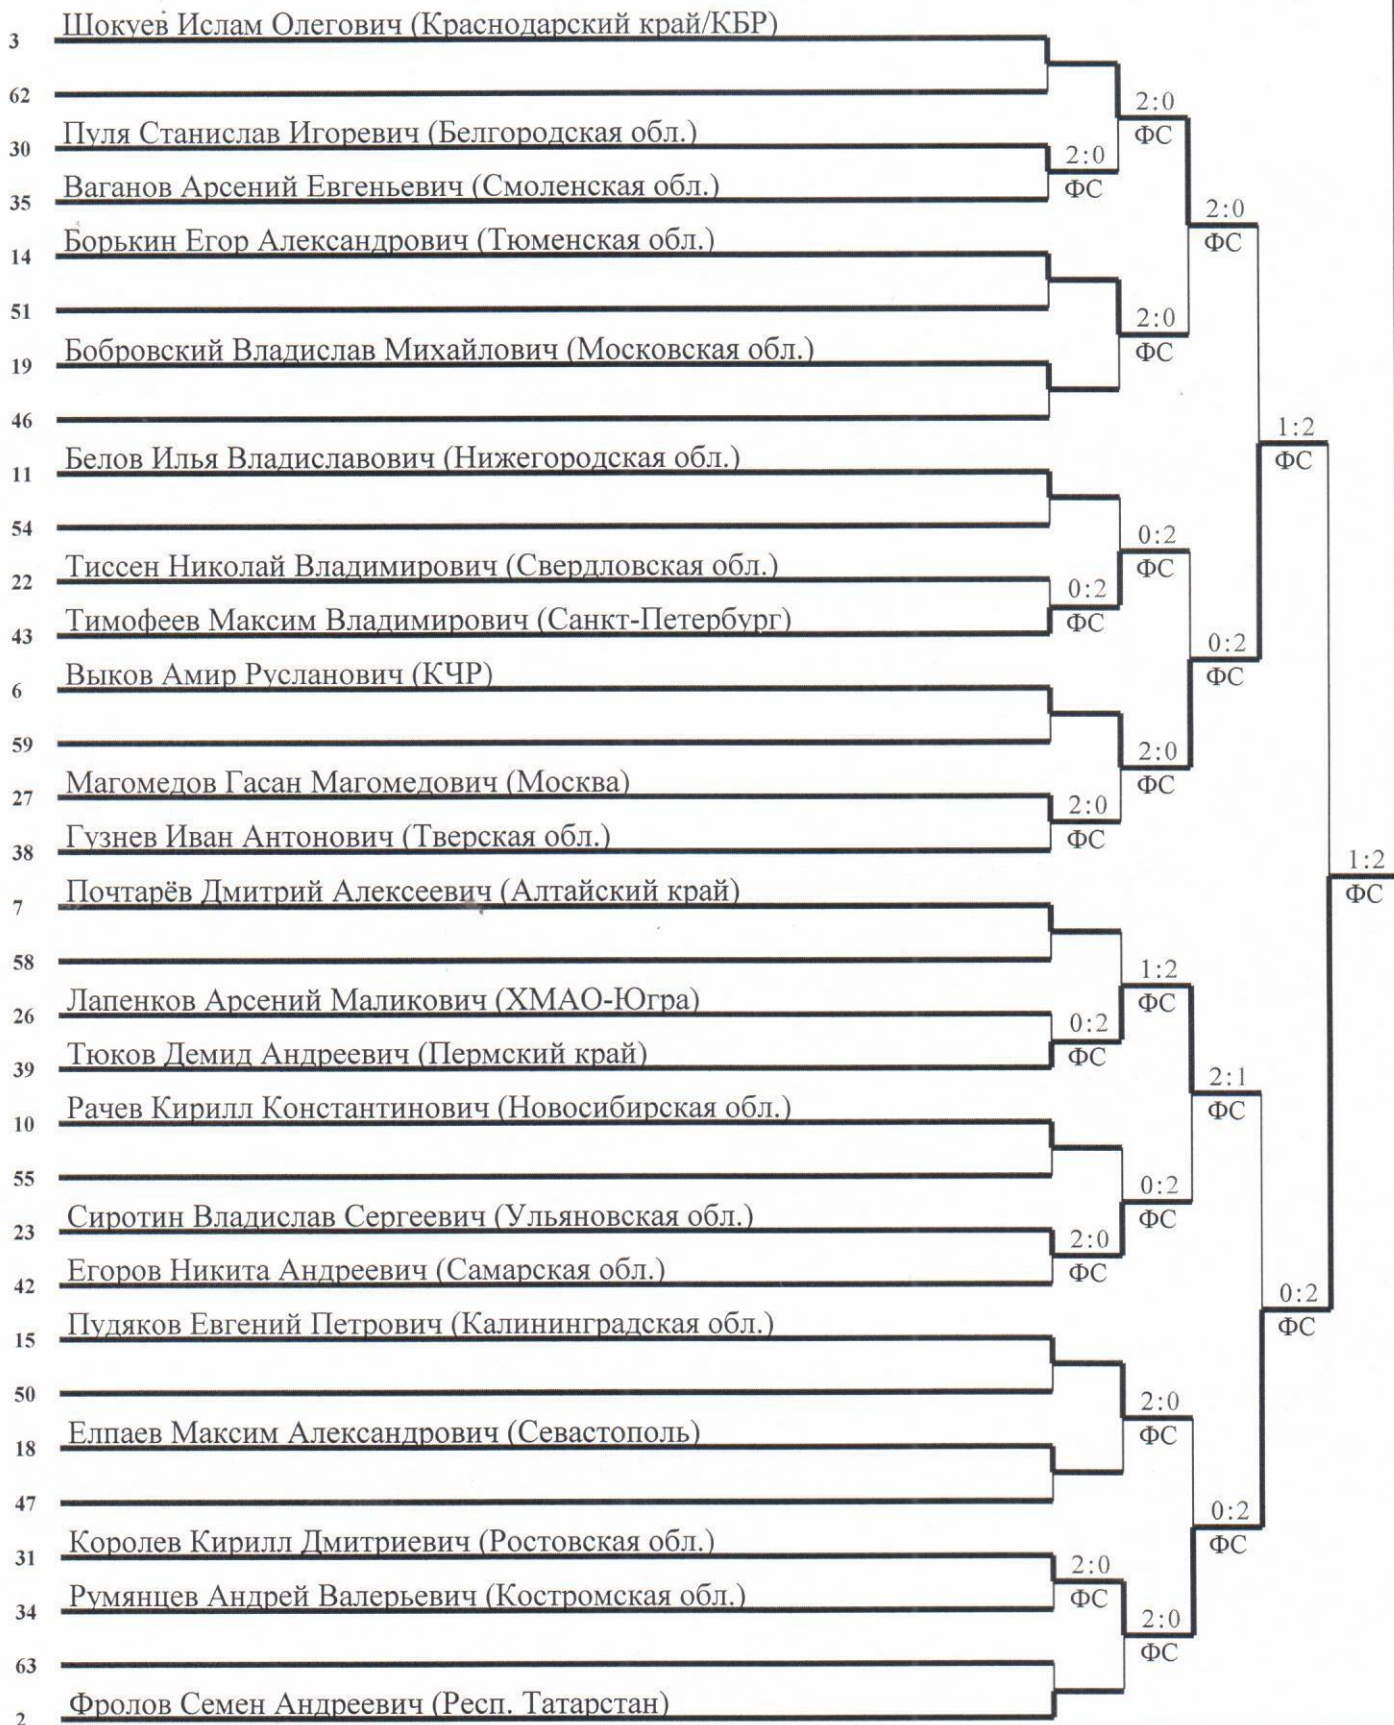 3 Шокуев Ислам Олегович (Краснодарский край/КБР)
62
2:0
ФС
30 Пуля Станислав Игоревич (Белгородская обл.)
2:0
ФС
35 Ваганов Арсений Евгеньевич (Смоленская обл.)
2:0
ФС
14 Борькин Егор Александрович (Тюменская обл.)
51
2:0
ФС
19 Бобровский Владислав Михайлович (Московская обл.)
46
1:2
ФС
11 Белов Илья Владиславович (Нижегородская обл.)
54
0:2
ФС
22 Тиссен Николай Владимирович (Свердловская обл.)
0:2
ФС
43 Тимофеев Максим Владимирович (Санкт-Петербург)
0:2
ФС
6 Выков Амир Русланович (КЧР)
59
2:0
ФС
27 Магомедов Гасан Магомедович (Москва)
2:0
ФС
38 Гузнев Иван Антонович (Тверская обл.)
1:2
ФС
7 Почтарёв Дмитрий Алексеевич (Алтайский край)
58
1:2
ФС
26 Лапенков Арсений Маликович (ХМАО-Югра)
0:2
ФС
39 Тюков Демид Андреевич (Пермский край)
2:1
ФС
10 Рачев Кирилл Константинович (Новосибирская обл.)
55
0:2
ФС
23 Сиротин Владислав Сергеевич (Ульяновская обл.)
2:0
ФС
42 Егоров Никита Андреевич (Самарская обл.)
0:2
ФС
15 Пудяков Евгений Петрович (Калининградская обл.)
50
2:0
ФС
18 Елпаев Максим Александрович (Севастополь)
47
0:2
ФС
31 Королев Кирилл Дмитриевич (Ростовская обл.)
2:0
ФС
34 Румянцев Андрей Валерьевич (Костромская обл.)
2:0
ФС
63
2 Фролов Семен Андреевич (Респ. Татарстан)